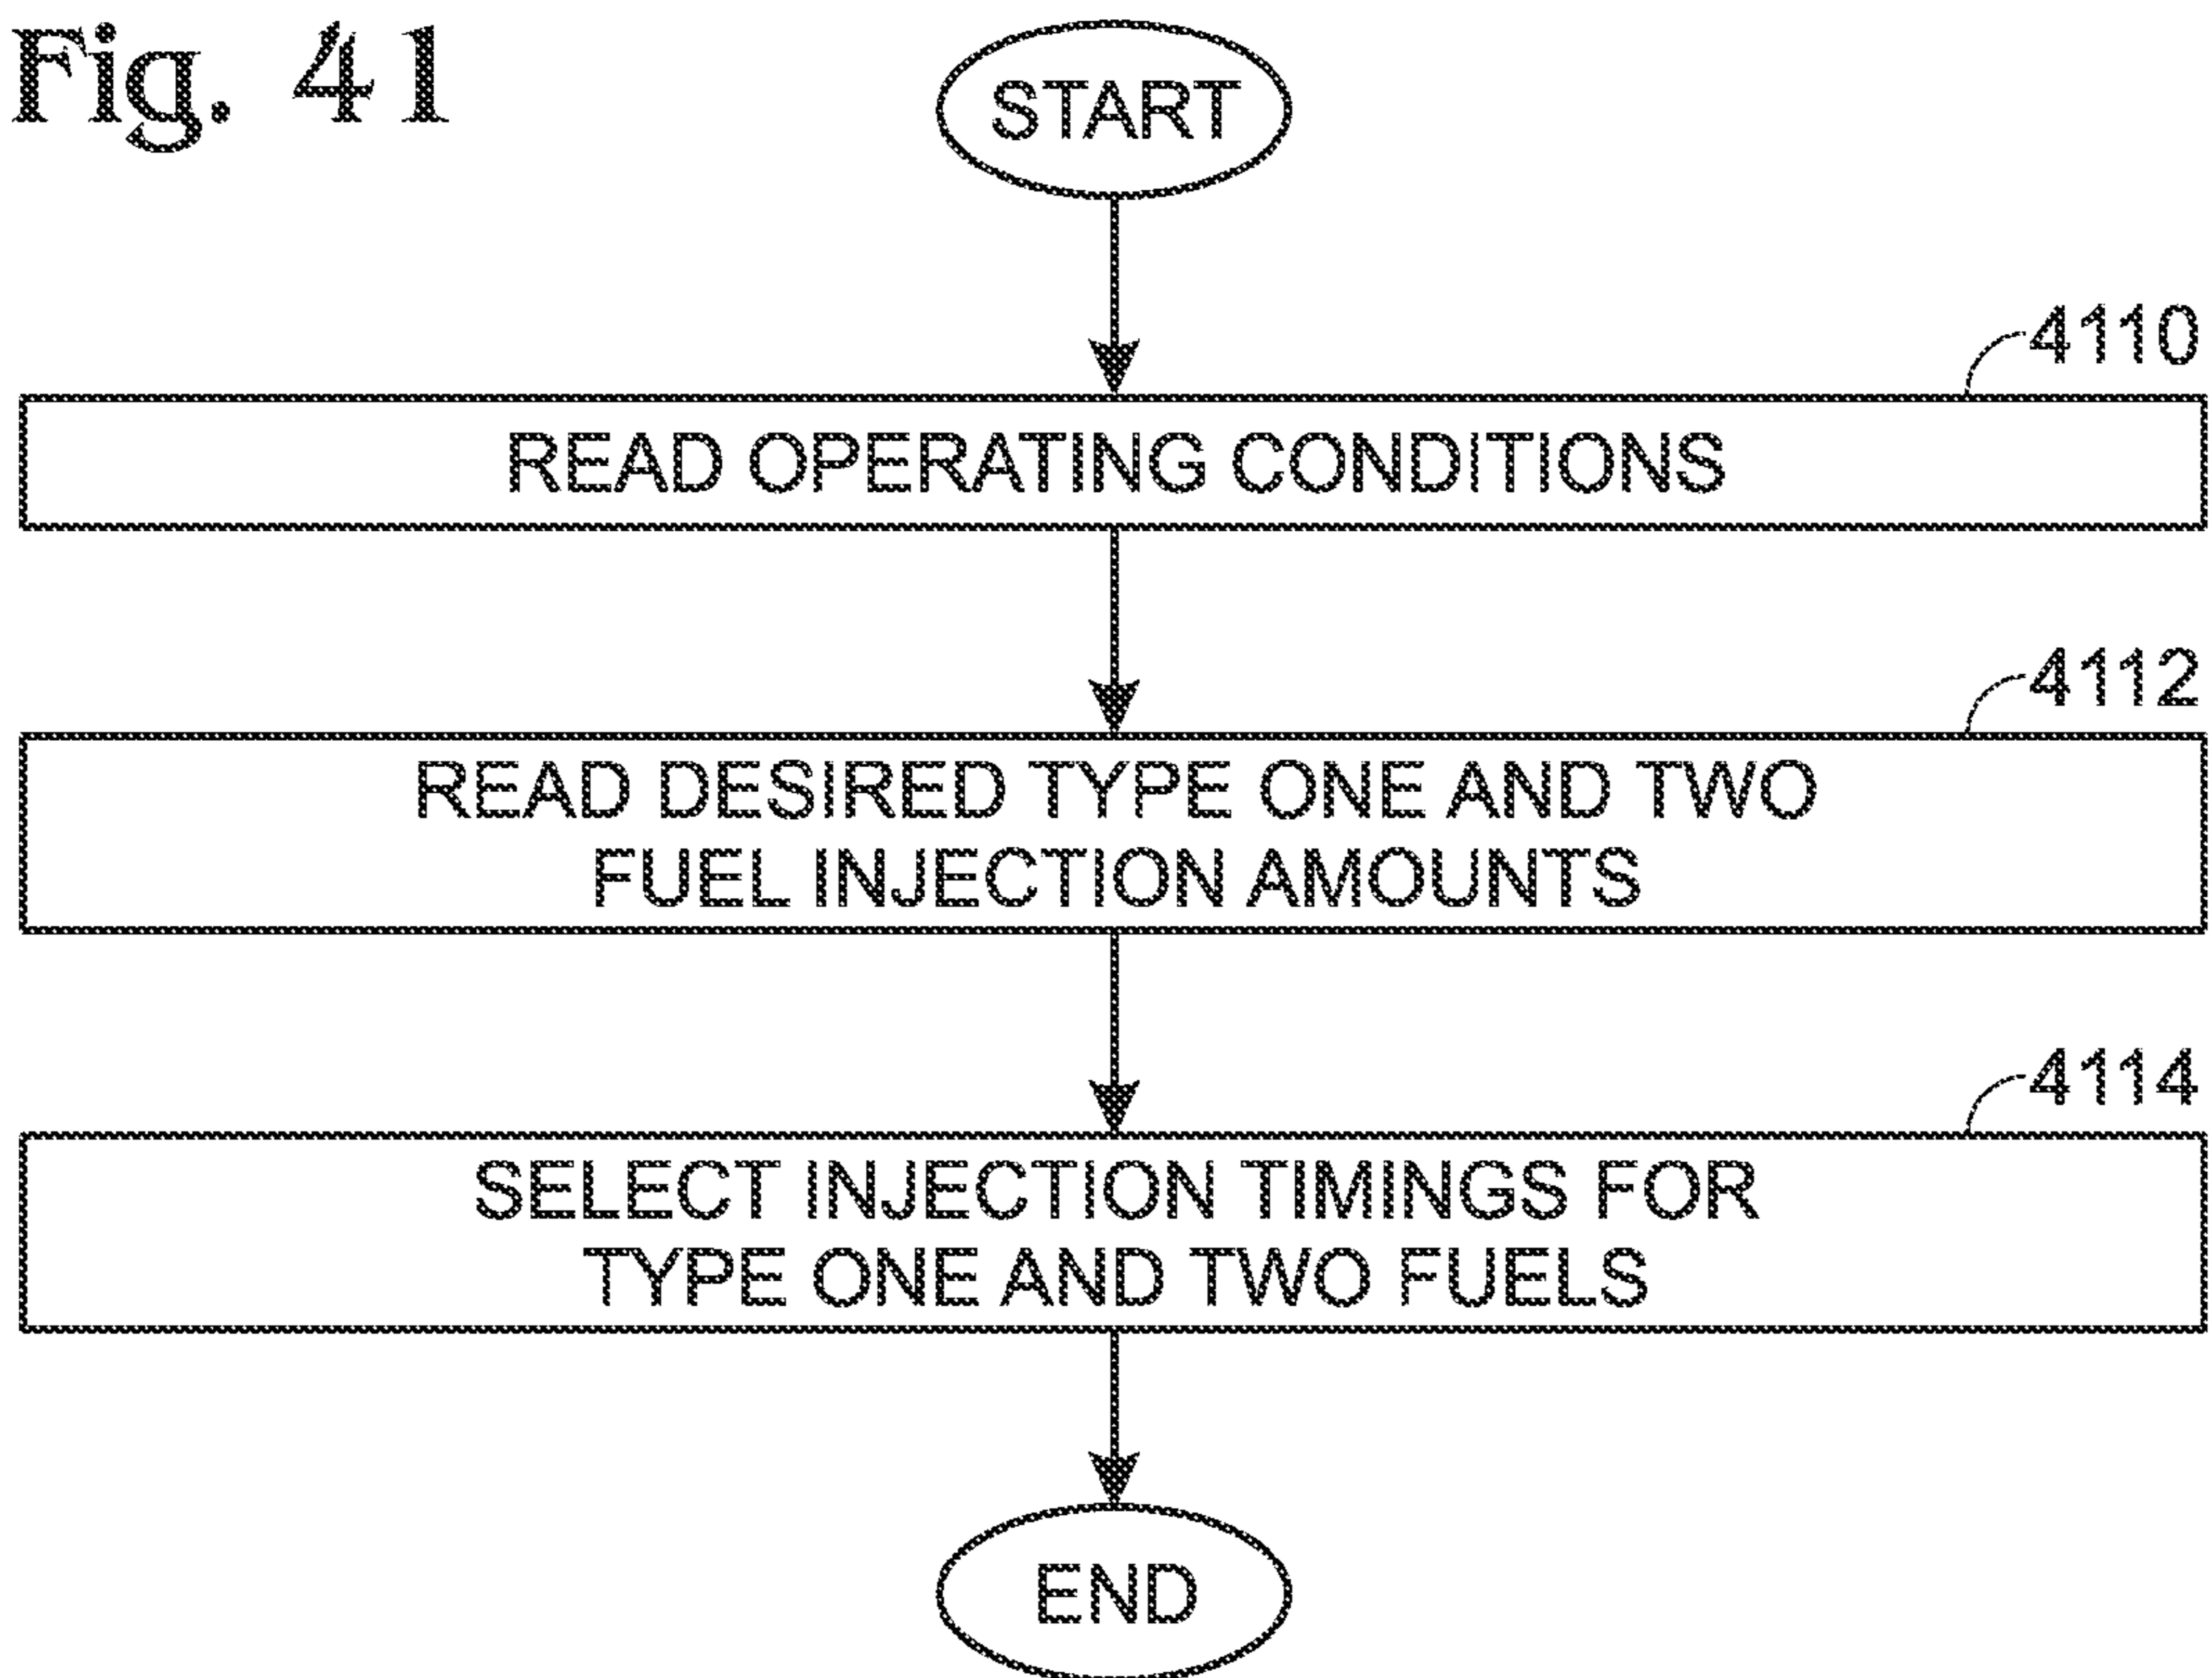 Fig. 41
START
4110
READ OPERATING CONDITIONS
4112
READ DESIRED TYPE ONE AND TWO
FUEL INJECTION AMOUNTS
4114
SELECT INJECTION TIMINGS FOR
TYPE ONE AND TWO FUELS
END